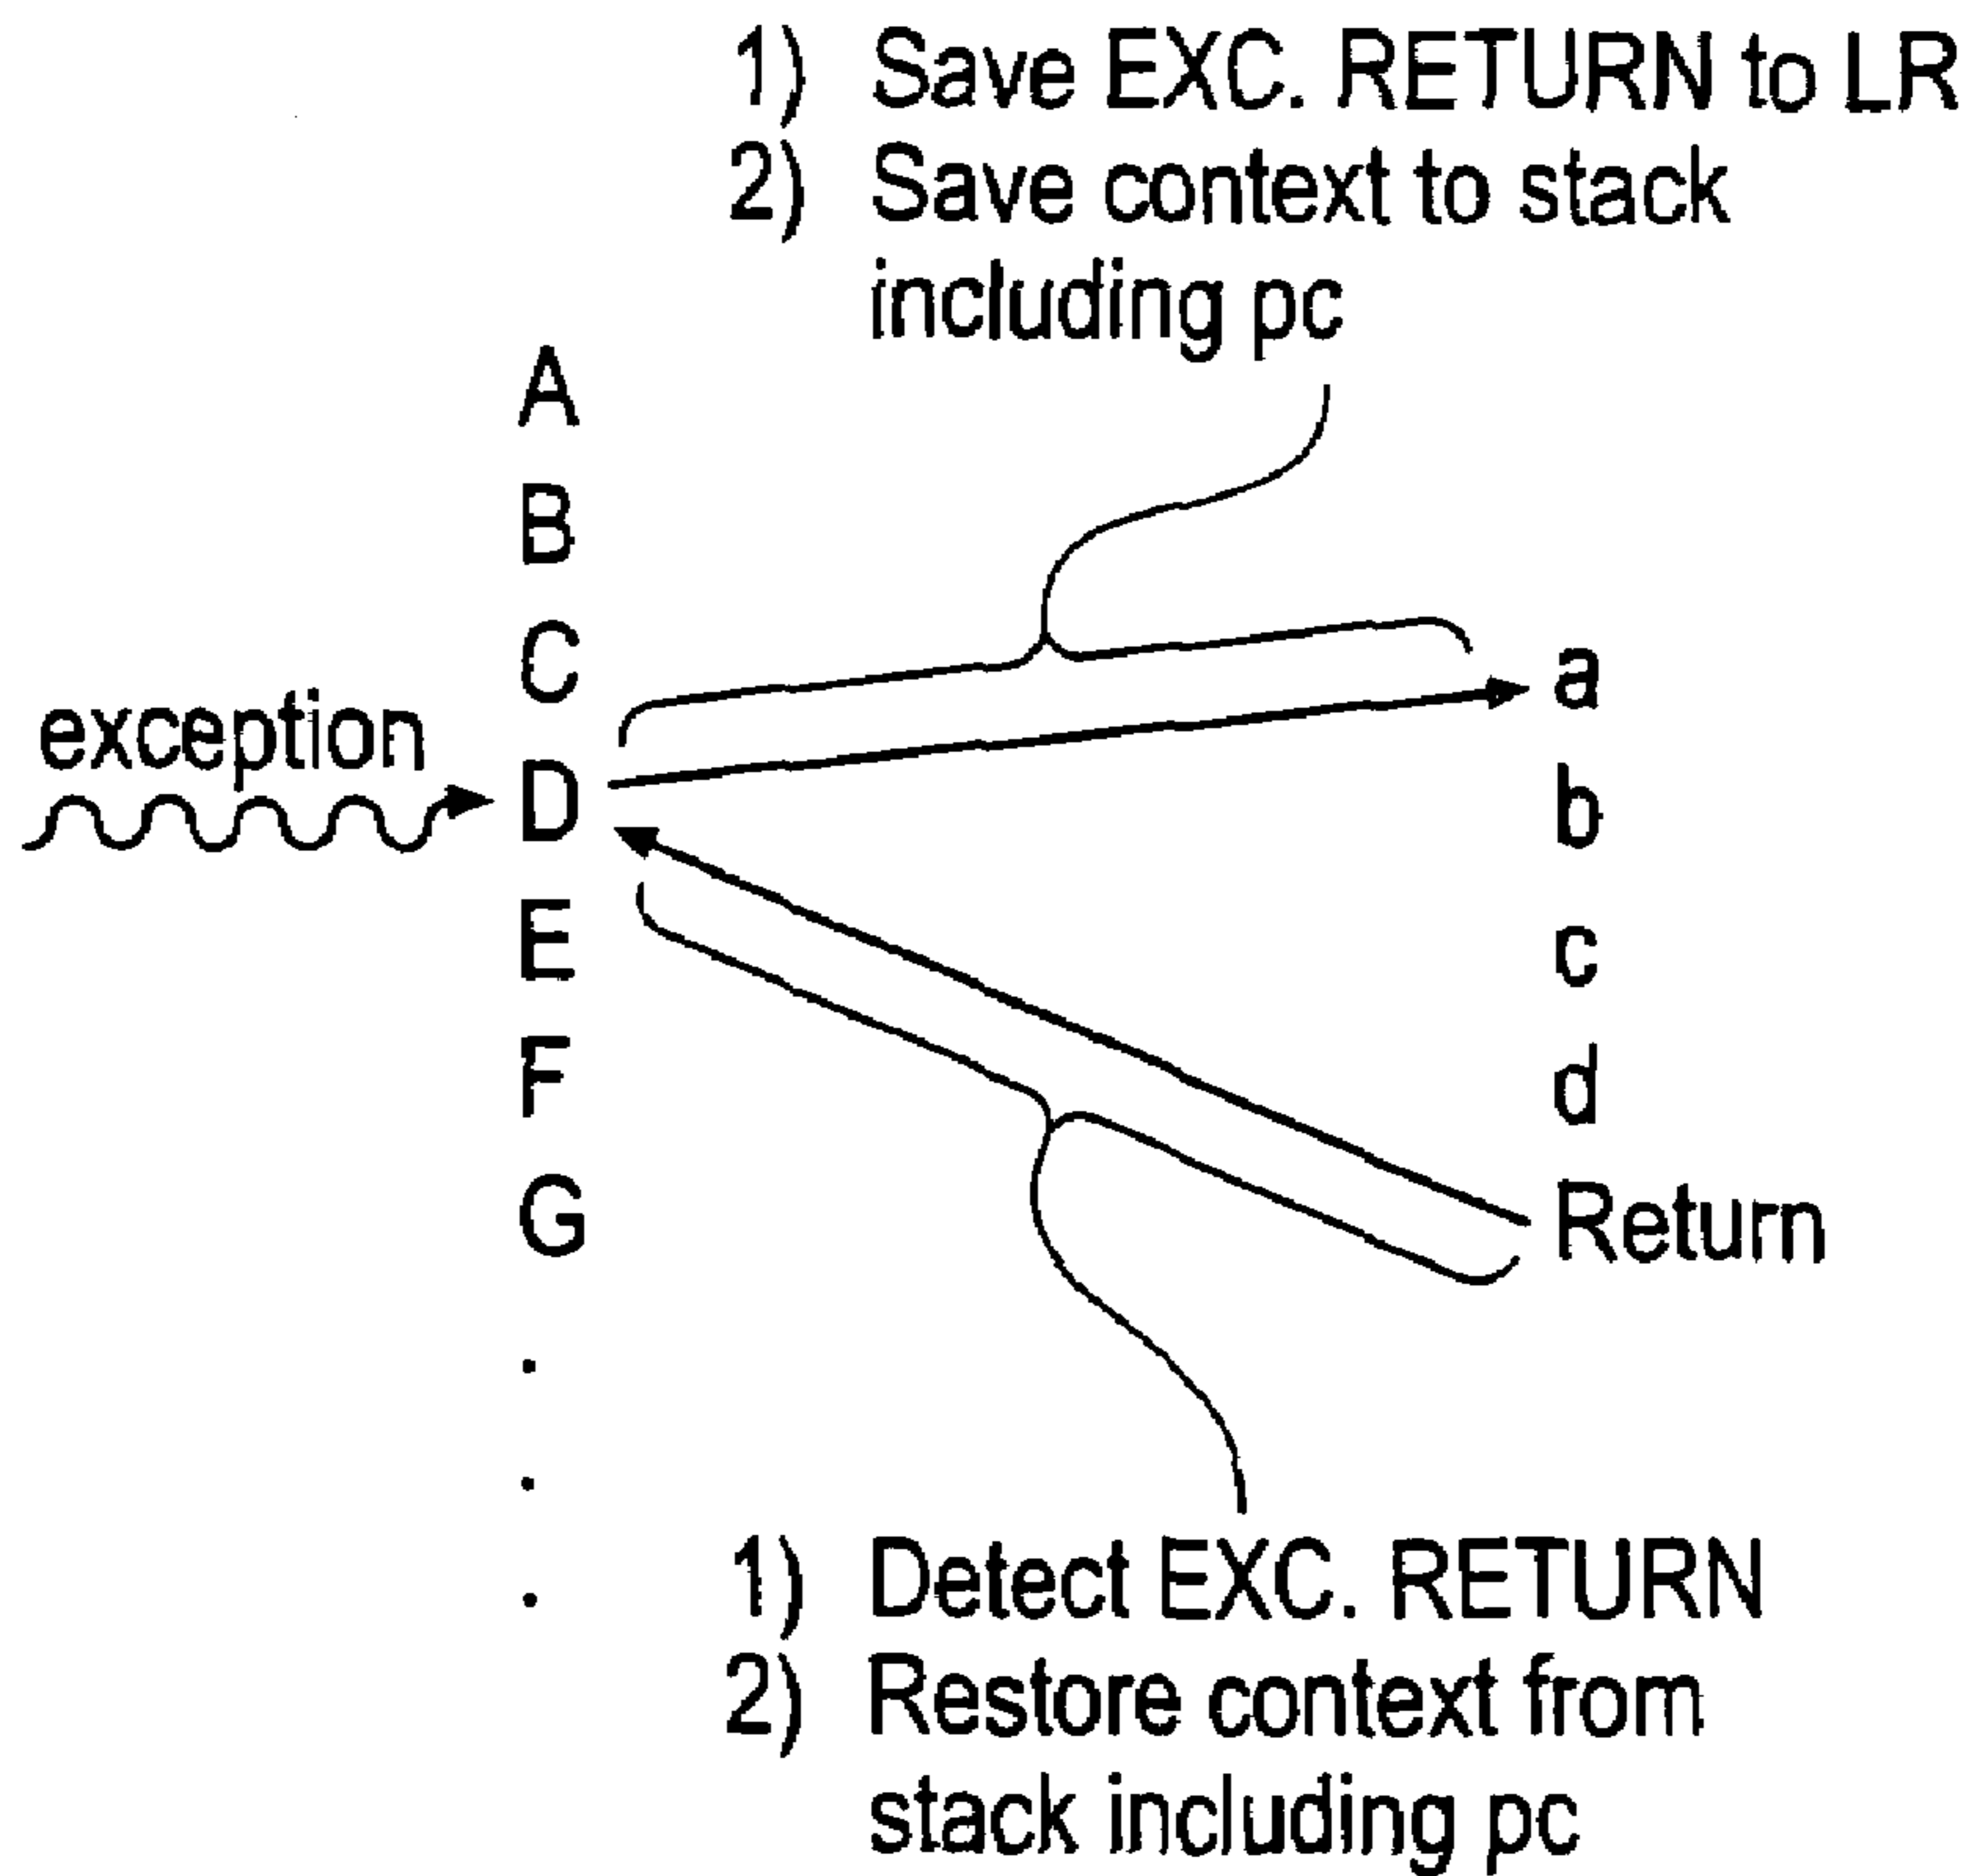 1) Save EXC. RETURN to LR
2) Save context to stack
including pc
A
B
C
exception
D
E
F
G
.
.
.
a
b
c
d
Return
1) Detect EXC. RETURN
2) Restore context from
stack including pc